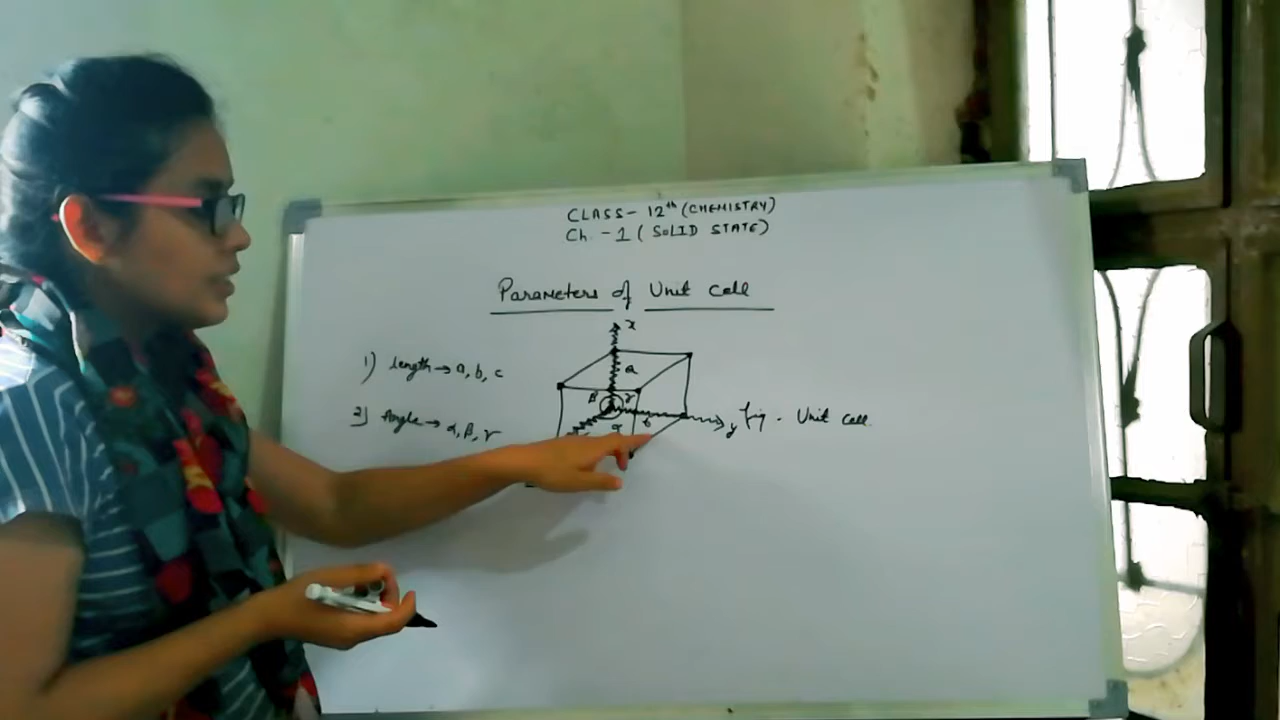 CLASS- 12th (CHEMISTRY)
Ch. -1 ( SOLID STATE)
Parameters of Unit Cell
x
1) length → a, b, c
a
β γ
2) Angle → α, β, γ
α b
y
fig. Unit cell.